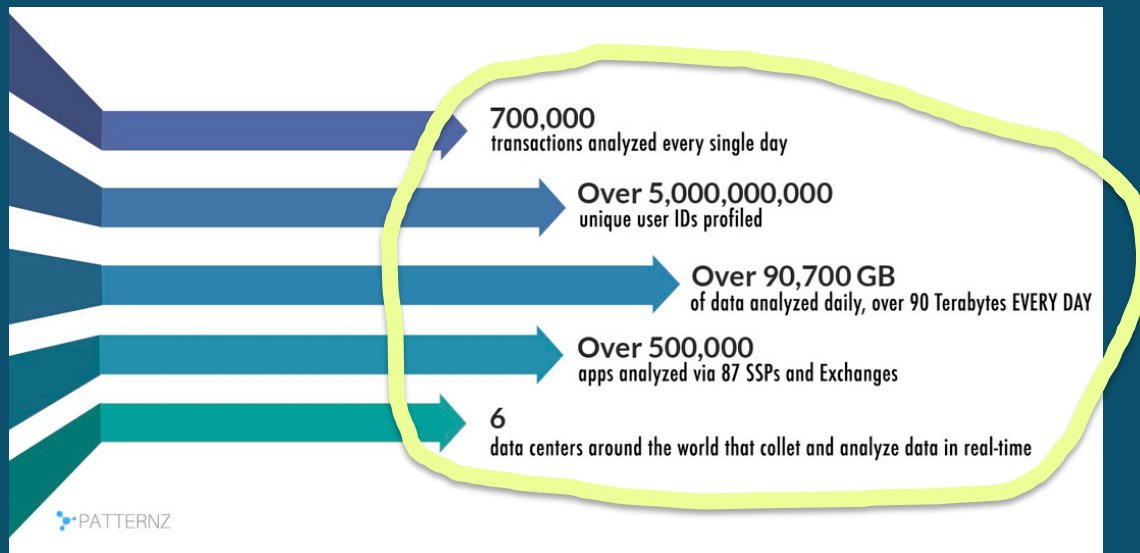 700,000
transactions analyzed every single day
Over 5,000,000,000
unique user IDs profiled
Over 90,700 GB
of data analyzed daily, over 90 Terabytes EVERY DAY
Over 500,000
apps analyzed via 87 SSPs and Exchanges
6
data centers around the world that collet and analyze data in real-time
PATTERNZ